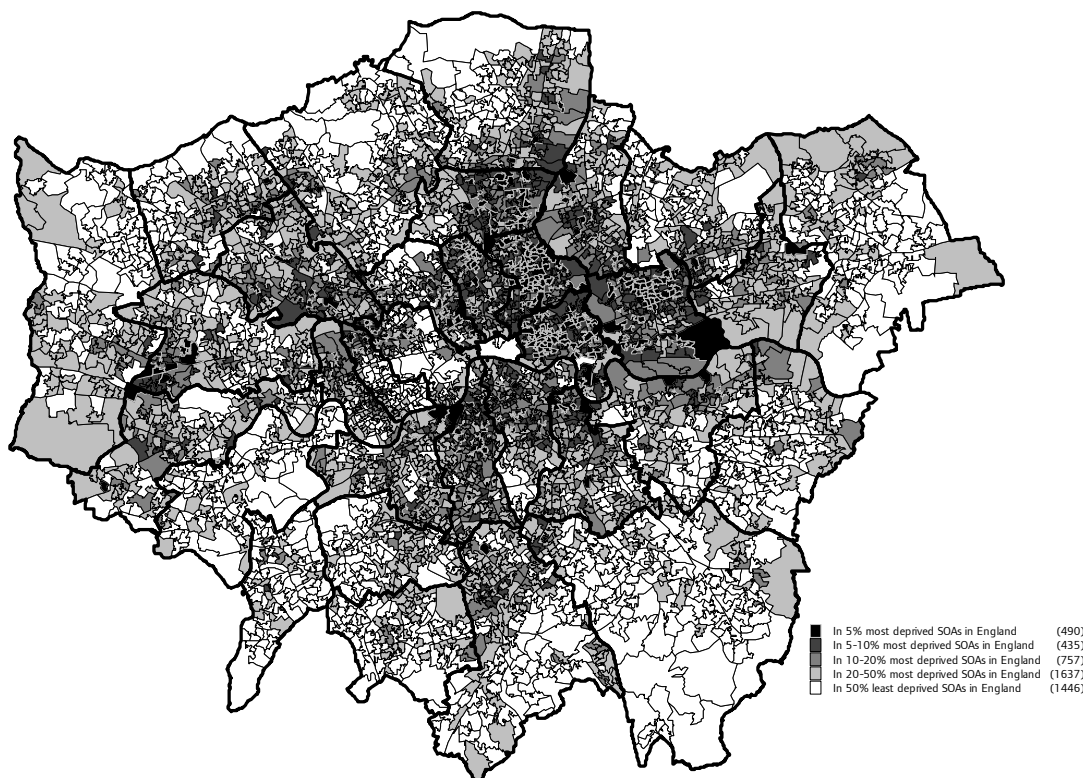 In 5% most deprived SOAs in England (490)
In 5-10% most deprived SOAs in England (435)
In 10-20% most deprived SOAs in England (757)
In 20-50% most deprived SOAs in England (1637)
In 50% least deprived SOAs in England (1446)